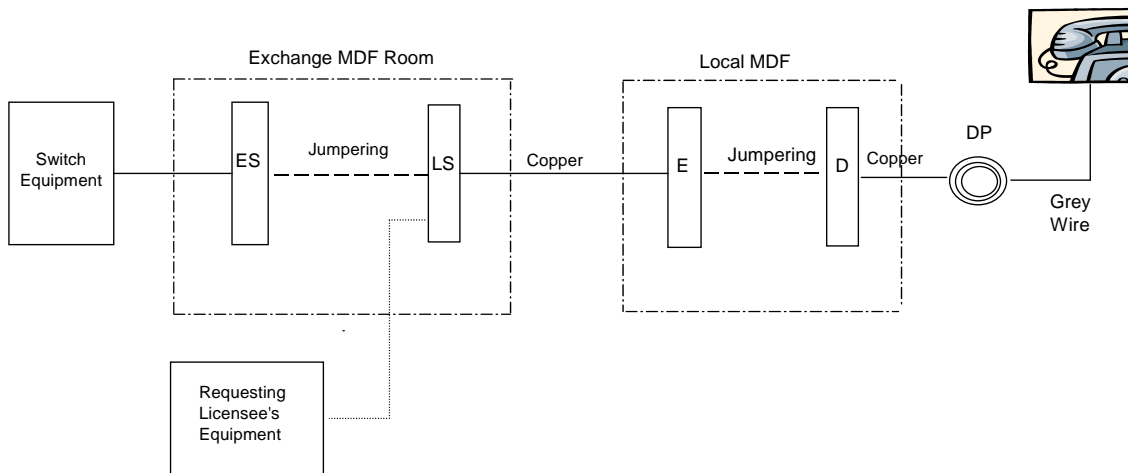 Exchange MDF Room
Local MDF
DP
Switch
Equipment
ES
Jumpering
LS
Copper
E
Jumpering
D
Copper
Grey
Wire
Requesting
Licensee's
Equipment